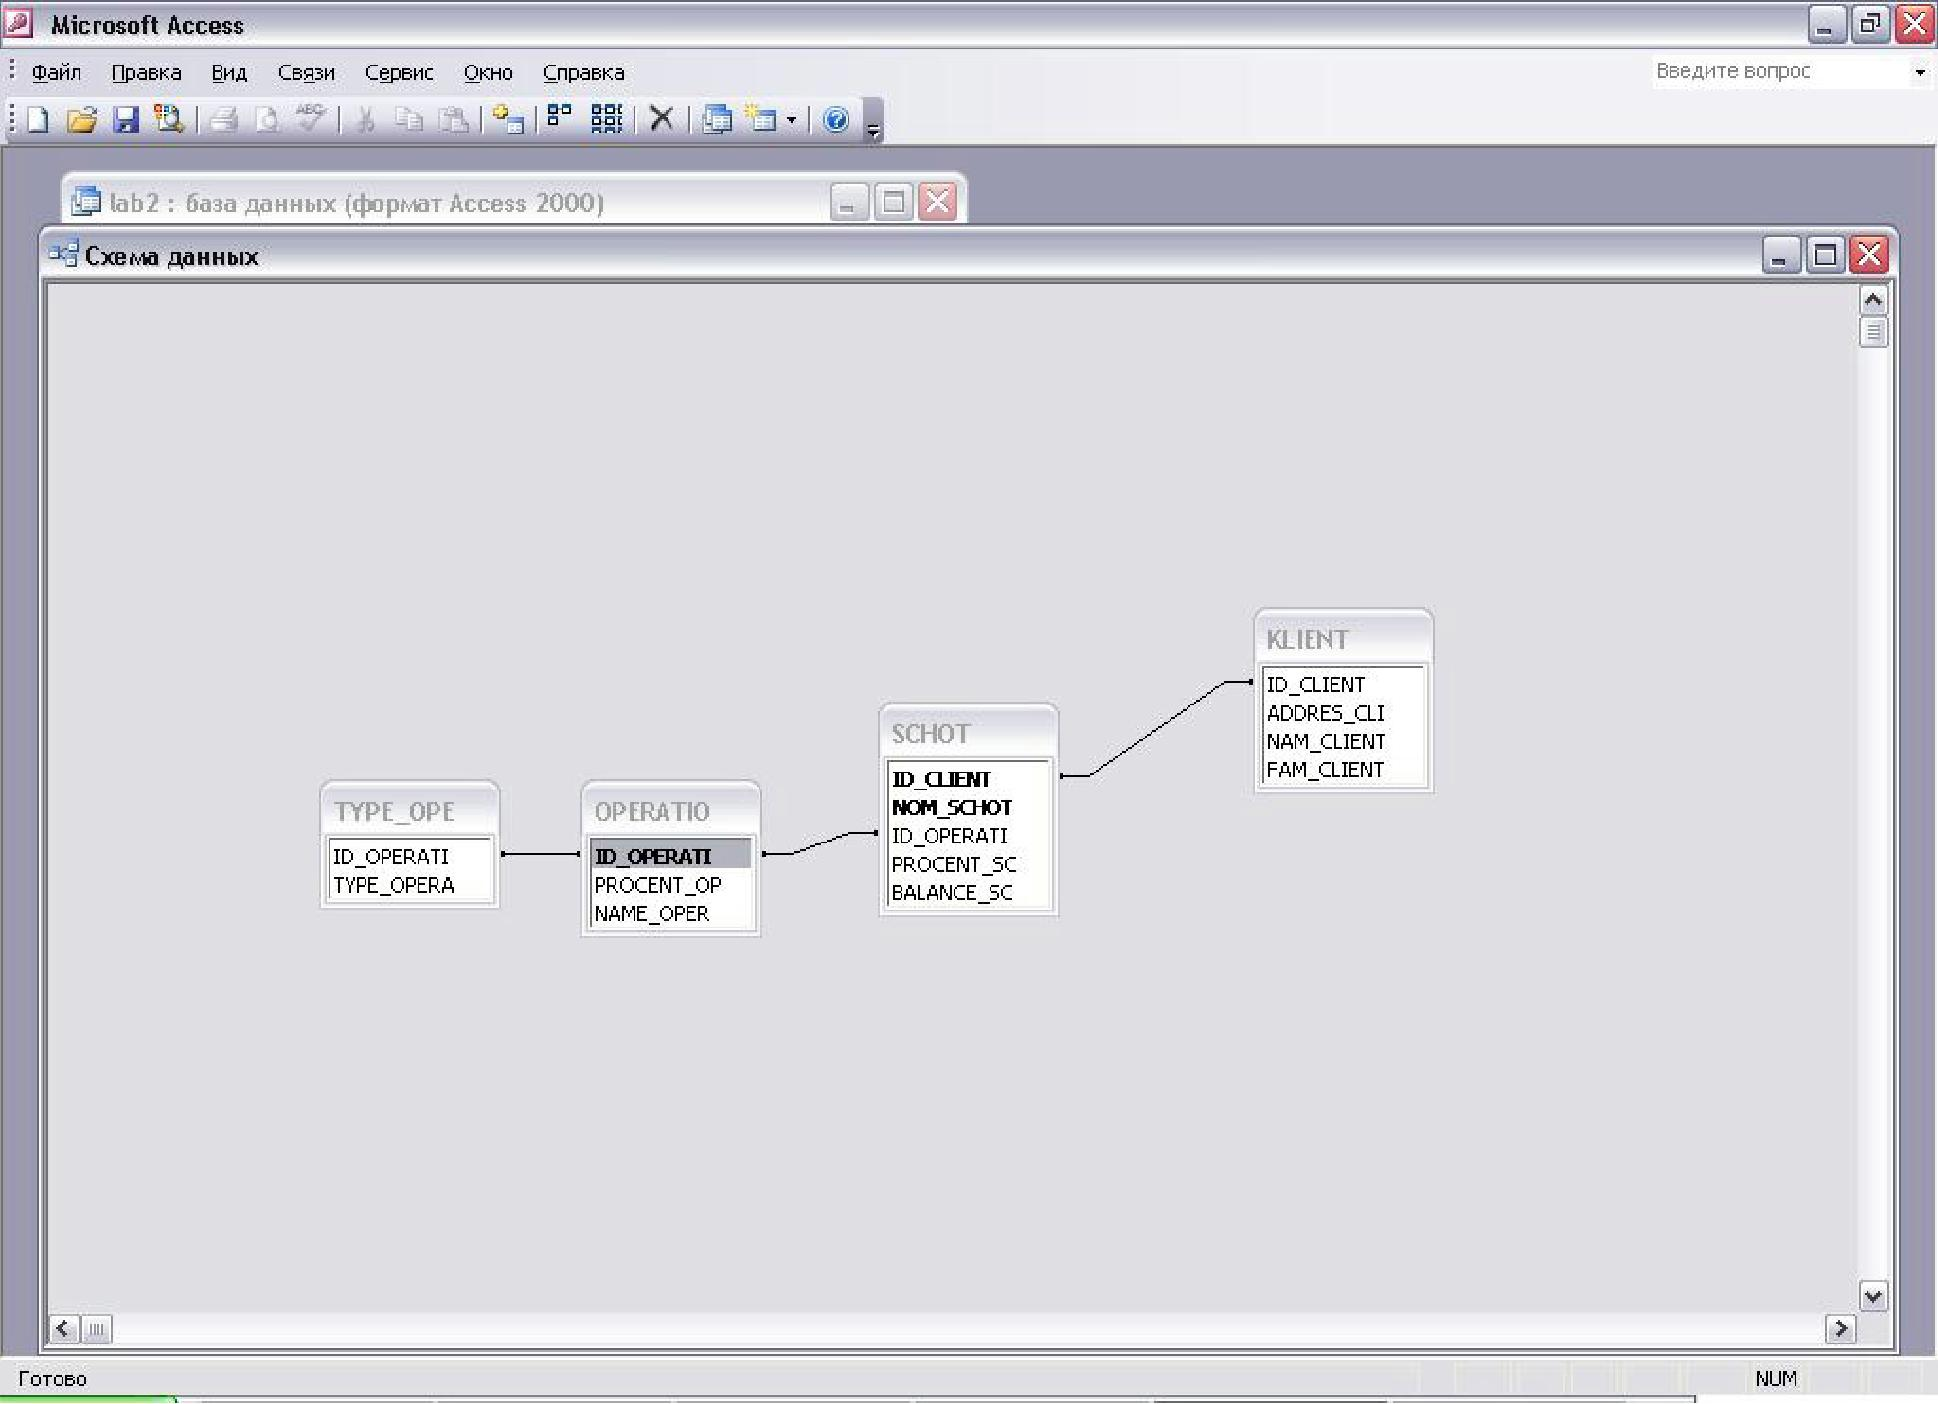 Microsoft Access
Файл Правка Вид Связи Сервис Окно Справка
Введите вопрос
ABC
lab2 : база данных (формат Access 2000)
Схема данных
KLIENT
ID_CLIENT
ADDRES_CLI
NAM_CLIENT
FAM_CLIENT
SCHOT
ID_CLIENT
NOM_SCHOT
ID_OPERATI
PROCENT_SC
BALANCE_SC
TYPE_OPE
ID_OPERATI
TYPE_OPERA
OPERATIO
ID_OPERATI
PROCENT_OP
NAME_OPER
Готово
NUM